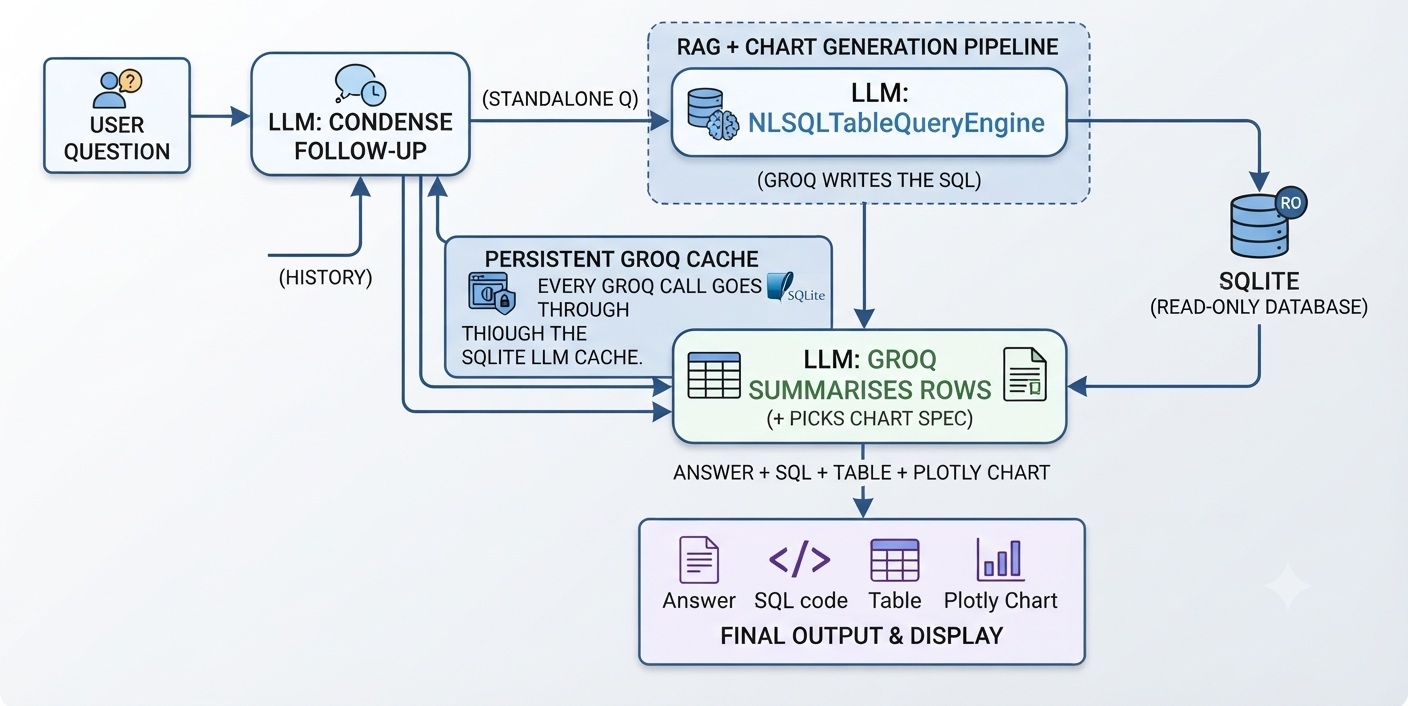 USER
QUESTION
LLM: CONDENSE
FOLLOW-UP
(STANDALONE Q)
(HISTORY)
RAG + CHART GENERATION PIPELINE
LLM:
NLSQLTableQueryEngine
(GROQ WRITES THE SQL)
RO
SQLITE
(READ-ONLY DATABASE)
PERSISTENT GROQ CACHE
EVERY GROQ CALL GOES
THROUGH
THIOUGH THE
SQLITE LLM CACHE.
SQLite
LLM: GROQ
SUMMARISES ROWS
(+ PICKS CHART SPEC)
ANSWER + SQL + TABLE + PLOTLY CHART
</>
Answer SQL code Table Plotly Chart
FINAL OUTPUT & DISPLAY